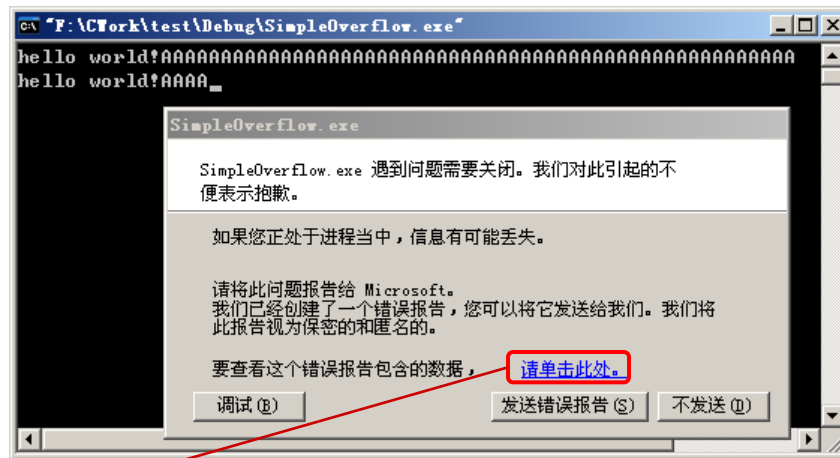 "F:\CWork\test\Debug\SimpleOverflow.exe"
hello world!AAAAAAAAAAAAAAAAAAAAAAAAAAAAAAAAAAAAAAAAAAAAAAAAAAAAA
hello world!AAAA_
SimpleOverflow.exe
SimpleOverflow.exe 遇到问题需要关闭。我们对此引起的不
便表示抱歉。
如果您正处于进程当中，信息有可能丢失。
请将此问题报告给 Microsoft。
我们已经创建了一个错误报告，您可以将它发送给我们。我们将
此报告视为保密的和匿名的。
要查看这个错误报告包含的数据， 请单击此处。
调试(B) 发送错误报告(S) 不发送(D)